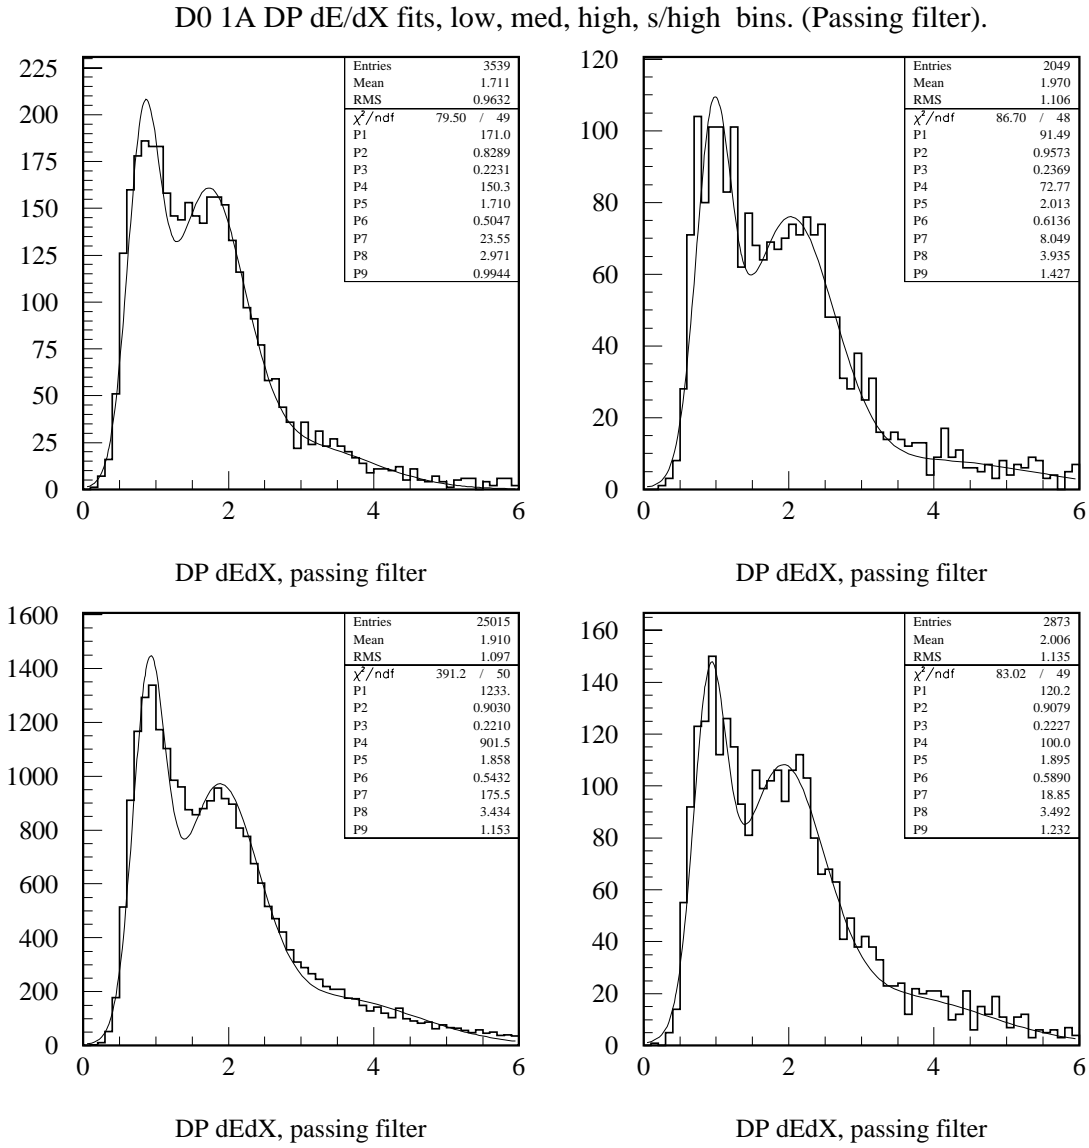 D0 1A DP dE/dX fits, low, med, high, s/high bins. (Passing filter).
Entries 3539
Mean 1.711
RMS 0.9632
χ²/ndf 79.50 / 49
P1 171.0
P2 0.8289
P3 0.2231
P4 150.3
P5 1.710
P6 0.5047
P7 23.55
P8 2.971
P9 0.9944
225
200
175
150
125
100
75
50
25
0
0 2 4 6
DP dEdX, passing filter
Entries 2049
Mean 1.970
RMS 1.106
χ²/ndf 86.70 / 48
P1 91.49
P2 0.9573
P3 0.2369
P4 72.77
P5 2.013
P6 0.6136
P7 8.049
P8 3.935
P9 1.427
120
100
80
60
40
20
0
0 2 4 6
DP dEdX, passing filter
Entries 25015
Mean 1.910
RMS 1.097
χ²/ndf 391.2 / 50
P1 1233.
P2 0.9030
P3 0.2210
P4 901.5
P5 1.858
P6 0.5432
P7 175.5
P8 3.434
P9 1.153
1600
1400
1200
1000
800
600
400
200
0
0 2 4 6
DP dEdX, passing filter
Entries 2873
Mean 2.006
RMS 1.135
χ²/ndf 83.02 / 49
P1 120.2
P2 0.9079
P3 0.2227
P4 100.0
P5 1.895
P6 0.5890
P7 18.85
P8 3.492
P9 1.232
160
140
120
100
80
60
40
20
0
0 2 4 6
DP dEdX, passing filter